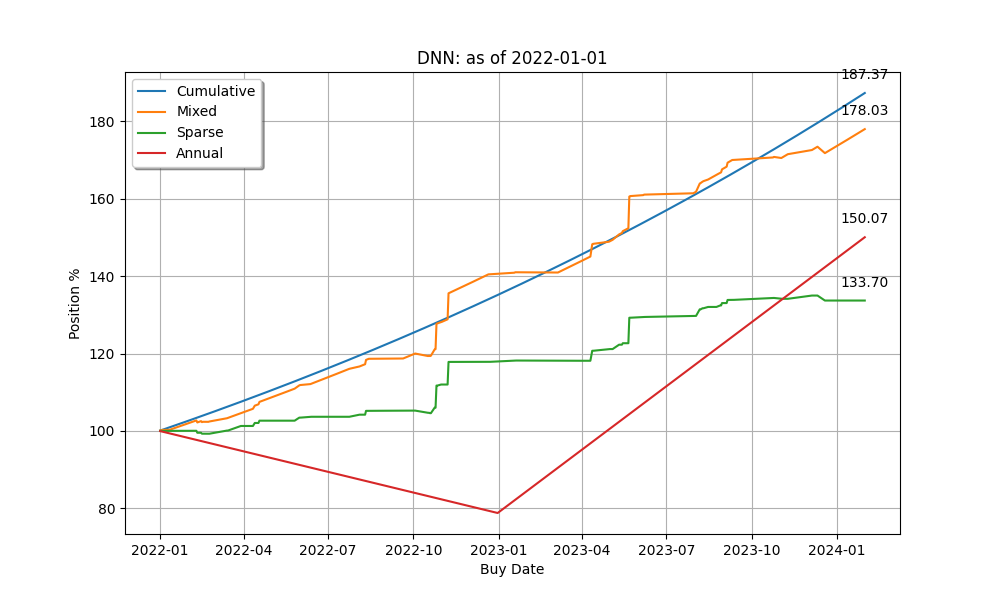 DNN: as of 2022-01-01
187.37
Cumulative
Mixed
Sparse
Annual
178.03
150.07
133.70
180
160
140
120
100
80
Position %
2022-01 2022-04 2022-07 2022-10 2023-01 2023-04 2023-07 2023-10 2024-01
Buy Date